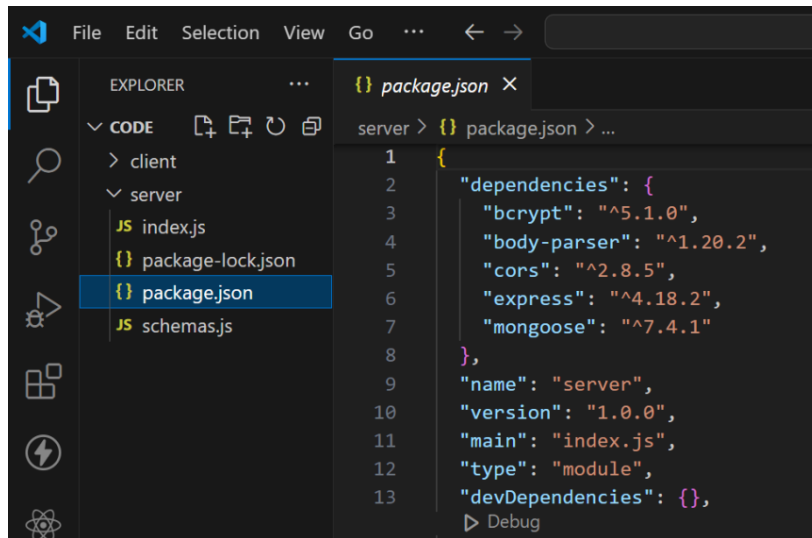 File Edit Selection View Go ···
EXPLORER ···
CODE
client
server
JS index.js
{} package-lock.json
{} package.json
JS schemas.js
{} package.json ×
server > {} package.json > ...
1 {
2 "dependencies": {
3 "bcrypt": "^5.1.0",
4 "body-parser": "^1.20.2",
5 "cors": "^2.8.5",
6 "express": "^4.18.2",
7 "mongoose": "^7.4.1"
8 },
9 "name": "server",
10 "version": "1.0.0",
11 "main": "index.js",
12 "type": "module",
13 "devDependencies": {},
Debug